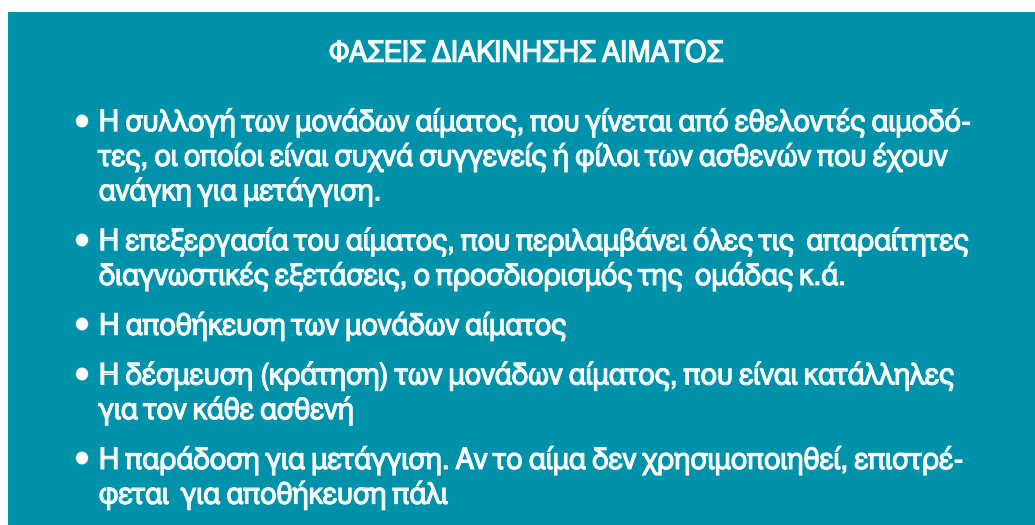 ΦΑΣΕΙΣ ΔΙΑΚΙΝΗΣΗΣ ΑΙΜΑΤΟΣ
• Η συλλογή των μονάδων αίματος, που γίνεται από εθελοντές αιμοδό-
τες, οι οποίοι είναι συχνά συγγενείς ή φίλοι των ασθενών που έχουν
ανάγκη για μετάγγιση.
• Η επεξεργασία του αίματος, που περιλαμβάνει όλες τις απαραίτητες
διαγνωστικές εξετάσεις, ο προσδιορισμός της ομάδας κ.ά.
• Η αποθήκευση των μονάδων αίματος
• Η δέσμευση (κράτηση) των μονάδων αίματος, που είναι κατάλληλες
για τον κάθε ασθενή
• Η παράδοση για μετάγγιση. Αν το αίμα δεν χρησιμοποιηθεί, επιστρέ-
φεται για αποθήκευση πάλι